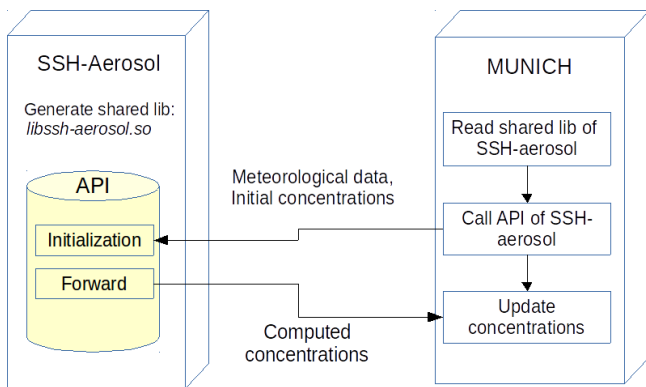 SSH-Aerosol
Generate shared lib:
libssh-aerosol.so
API
Initialization
Forward
Meteorological data,
Initial concentrations
Computed
concentrations
MUNICH
Read shared lib of
SSH-aerosol
Call API of SSH-
aerosol
Update
concentrations